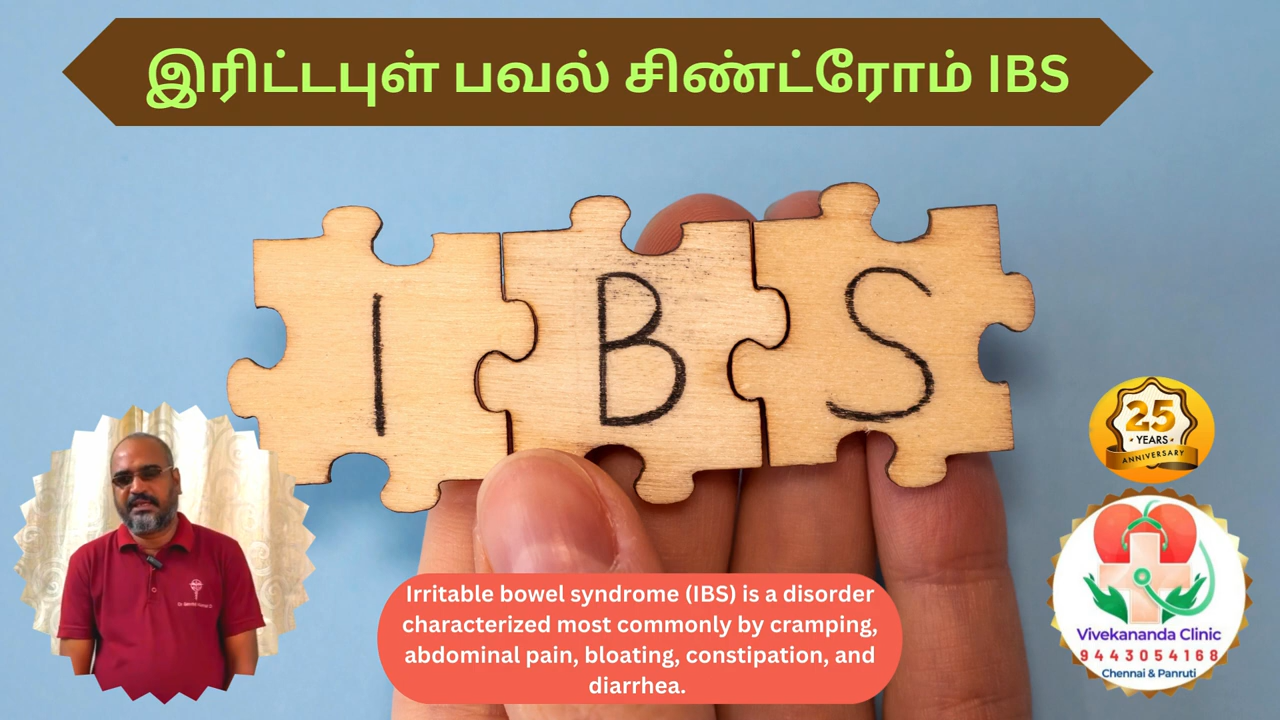 இரிட்டபுள் பவல் சிண்ட்ரோம் IBS
I B S
25
YEARS
ANNIVERSARY
Irritable bowel syndrome (IBS) is a disorder
characterized most commonly by cramping,
abdominal pain, bloating, constipation, and
diarrhea.
Vivekananda Clinic
9443054168
Chennai & Panruti